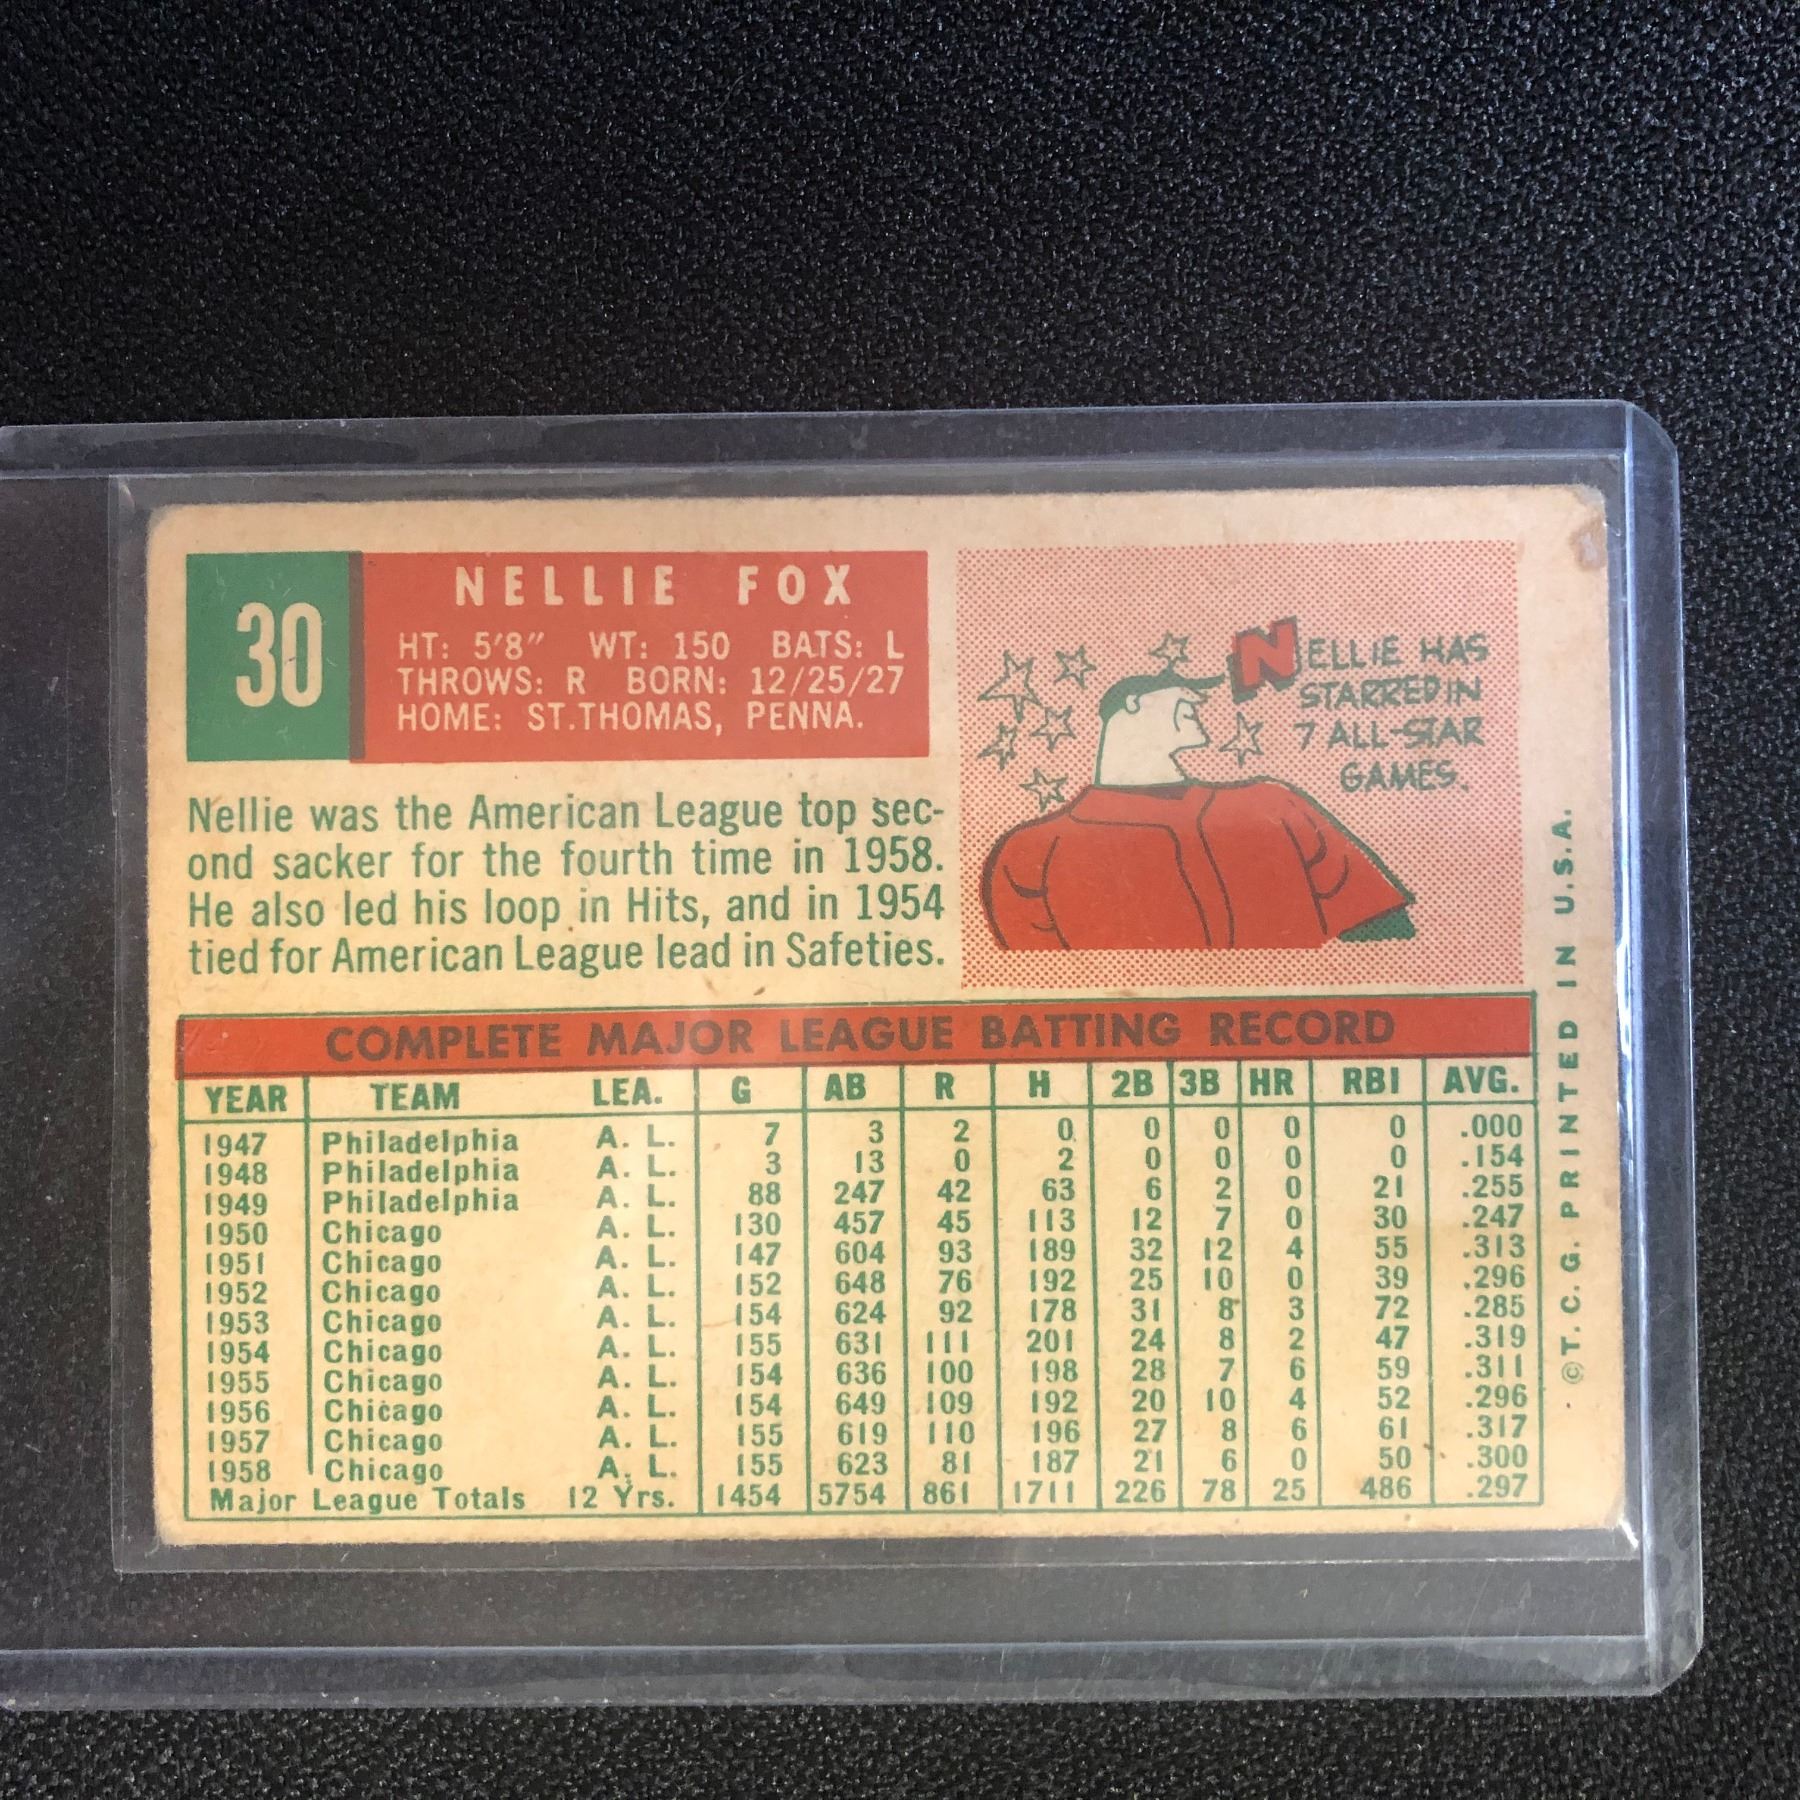 30
NELLIE FOX
HT: 5'8" WT: 150 BATS: L
THROWS: R BORN: 12/25/27
HOME: ST.THOMAS, PENNA.
NELLIE HAS
STARRED IN
7 ALL-STAR
GAMES.
Nellie was the American League top sec-
ond sacker for the fourth time in 1958.
He also led his loop in Hits, and in 1954
tied for American League lead in Safeties.
COMPLETE MAJOR LEAGUE BATTING RECORD
YEAR TEAM LEA. G AB R H 2B 3B HR RBI AVG.
1947 Philadelphia A. L. 7 3 2 0 0 0 0 0 .000
1948 Philadelphia A. L. 3 13 0 2 0 0 0 0 .154
1949 Philadelphia A. L. 88 247 42 63 6 2 0 21 .255
1950 Chicago A. L. 130 457 45 113 12 7 0 30 .247
1951 Chicago A. L. 147 604 93 189 32 12 4 55 .313
1952 Chicago A. L. 152 648 76 192 25 10 0 39 .296
1953 Chicago A. L. 154 624 92 178 31 8 3 72 .285
1954 Chicago A. L. 155 631 111 201 24 8 2 47 .319
1955 Chicago A. L. 154 636 100 198 28 7 6 59 .311
1956 Chicago A. L. 154 649 109 192 20 10 4 52 .296
1957 Chicago A. L. 155 619 110 196 27 8 6 61 .317
1958 Chicago A. L. 155 623 81 187 21 6 0 50 .300
Major League Totals 12 Yrs. 1454 5754 861 1711 226 78 25 486 .297
©T. C. G. PRINTED IN U.S.A.